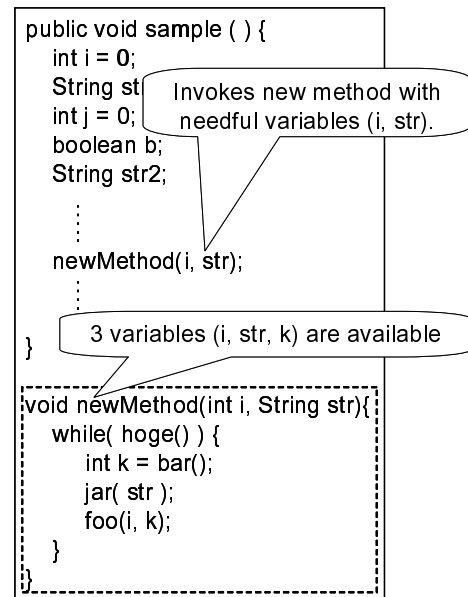 public void sample ( ) {
int i = 0;
String str
int j = 0;
boolean b;
String str2;
Invokes new method with
needful variables (i, str).
newMethod(i, str);
3 variables (i, str, k) are available
}
void newMethod(int i, String str){
while( hoge() ) {
int k = bar();
jar( str );
foo(i, k);
}
}